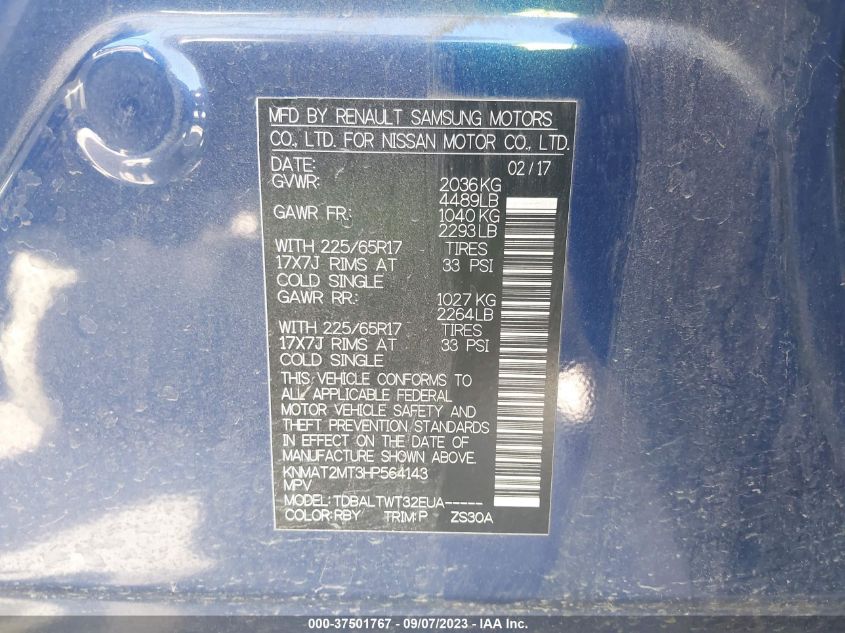 MFD BY RENAULT SAMSUNG MOTORS
CO., LTD. FOR NISSAN MOTOR CO., LTD.
DATE: 02/17
GVWR: 2036KG
4489LB
GAWR FR: 1040KG
2293LB
WITH 225/65R17 TIRES
17X7J RIMS AT 33 PSI
COLD SINGLE
GAWR RR: 1027KG
2264LB
WITH 225/65R17 TIRES
17X7J RIMS AT 33 PSI
COLD SINGLE
THIS VEHICLE CONFORMS TO
ALL APPLICABLE FEDERAL
MOTOR VEHICLE SAFETY AND
THEFT PREVENTION STANDARDS
IN EFFECT ON THE DATE OF
MANUFACTURE SHOWN ABOVE.
KNMAT2MT3HP564143
MPV
MODEL:TDBALTWT32EUA-----
COLOR:RBY TRIM:P ZS30A
000-37501767 - 09/07/2023 - IAA Inc.